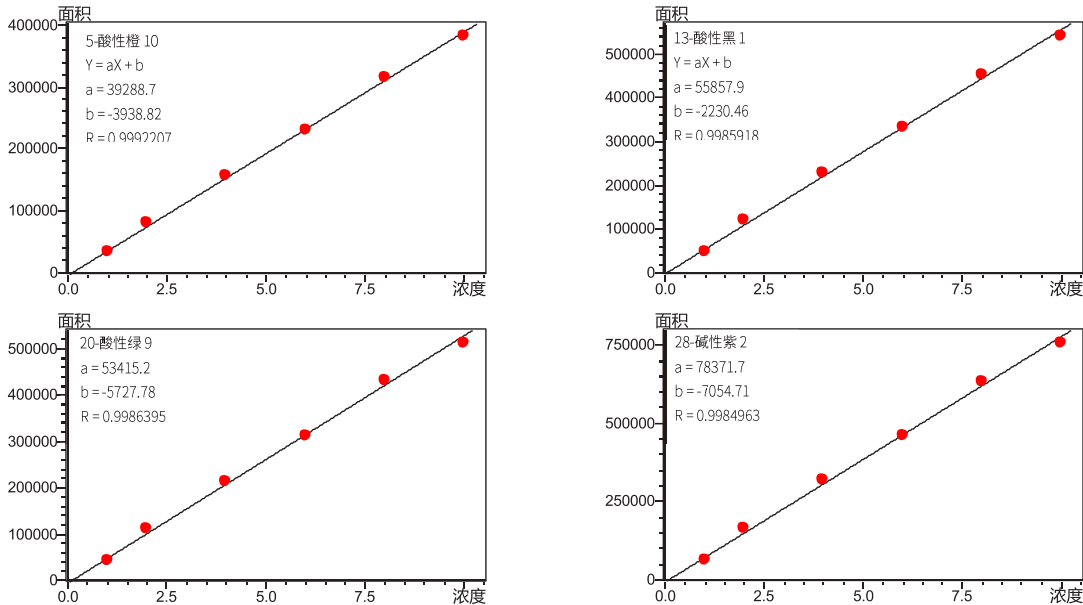 面积
400000
300000
200000
100000
0
5-酸性橙 10
Y = aX + b
a = 39288.7
b = -3938.82
R = 0.9992207
0.0
2.5
5.0
7.5
浓度
面积
500000
400000
300000
200000
100000
0
13-酸性黑 1
Y = aX + b
a = 55857.9
b = -2230.46
R = 0.9985918
0.0
2.5
5.0
7.5
浓度
面积
500000
400000
300000
200000
100000
0
20-酸性绿 9
a = 53415.2
b = -5727.78
R = 0.9986395
0.0
2.5
5.0
7.5
浓度
面积
750000
500000
250000
0
28-碱性紫 2
a = 78371.7
b = -7054.71
R = 0.9984963
0.0
2.5
5.0
7.5
浓度